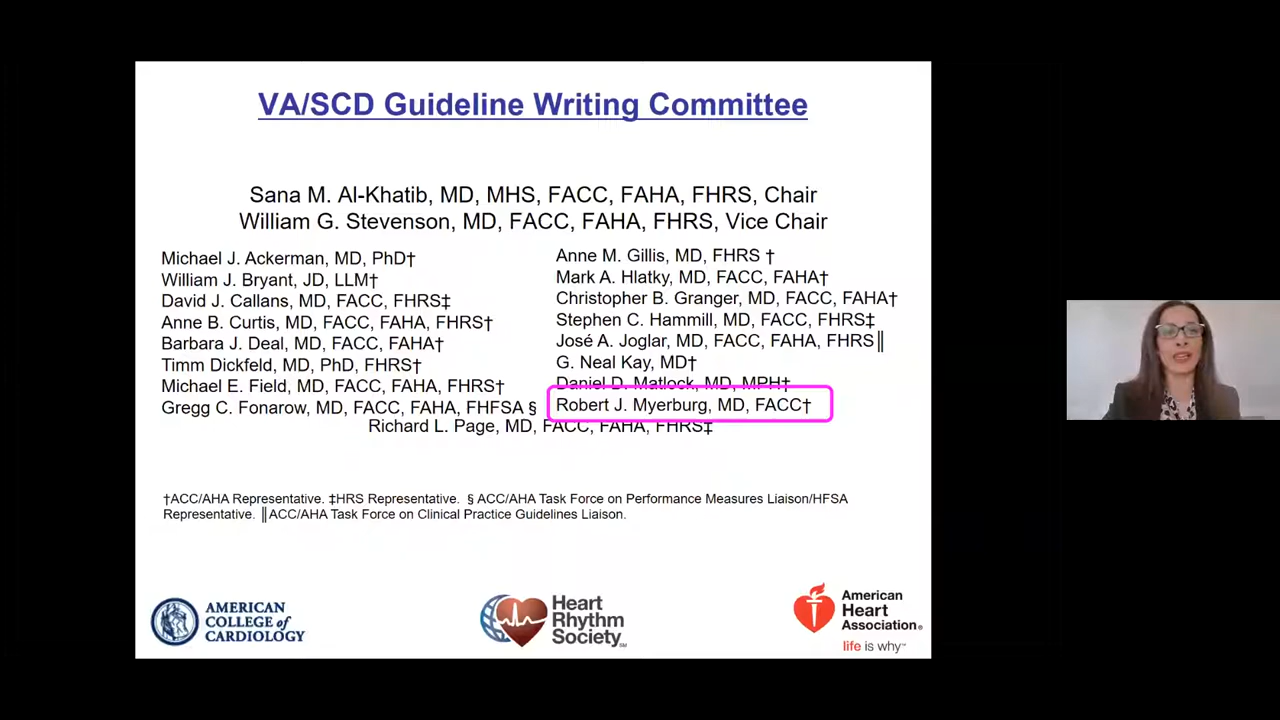 VA/SCD Guideline Writing Committee
Sana M. Al-Khatib, MD, MHS, FACC, FAHA, FHRS, Chair
William G. Stevenson, MD, FACC, FAHA, FHRS, Vice Chair
Michael J. Ackerman, MD, PhD†
William J. Bryant, JD, LLM†
David J. Callans, MD, FACC, FHRS‡
Anne B. Curtis, MD, FACC, FAHA, FHRS†
Barbara J. Deal, MD, FACC, FAHA†
Timm Dickfeld, MD, PhD, FHRS†
Michael E. Field, MD, FACC, FAHA, FHRS†
Gregg C. Fonarow, MD, FACC, FAHA, FHFSA §
Anne M. Gillis, MD, FHRS †
Mark A. Hlatky, MD, FACC, FAHA†
Christopher B. Granger, MD, FACC, FAHA†
Stephen C. Hammill, MD, FACC, FHRS‡
José A. Joglar, MD, FACC, FAHA, FHRS║
G. Neal Kay, MD†
Daniel D. Matlock, MD, MPH†
Robert J. Myerburg, MD, FACC†
Richard L. Page, MD, FACC, FAHA, FHRS‡
†ACC/AHA Representative. ‡HRS Representative. § ACC/AHA Task Force on Performance Measures Liaison/HFSA
Representative. ║ACC/AHA Task Force on Clinical Practice Guidelines Liaison.
AMERICAN
COLLEGE of
CARDIOLOGY
Heart
Rhythm
Society℠
American
Heart
Association®
life is why™